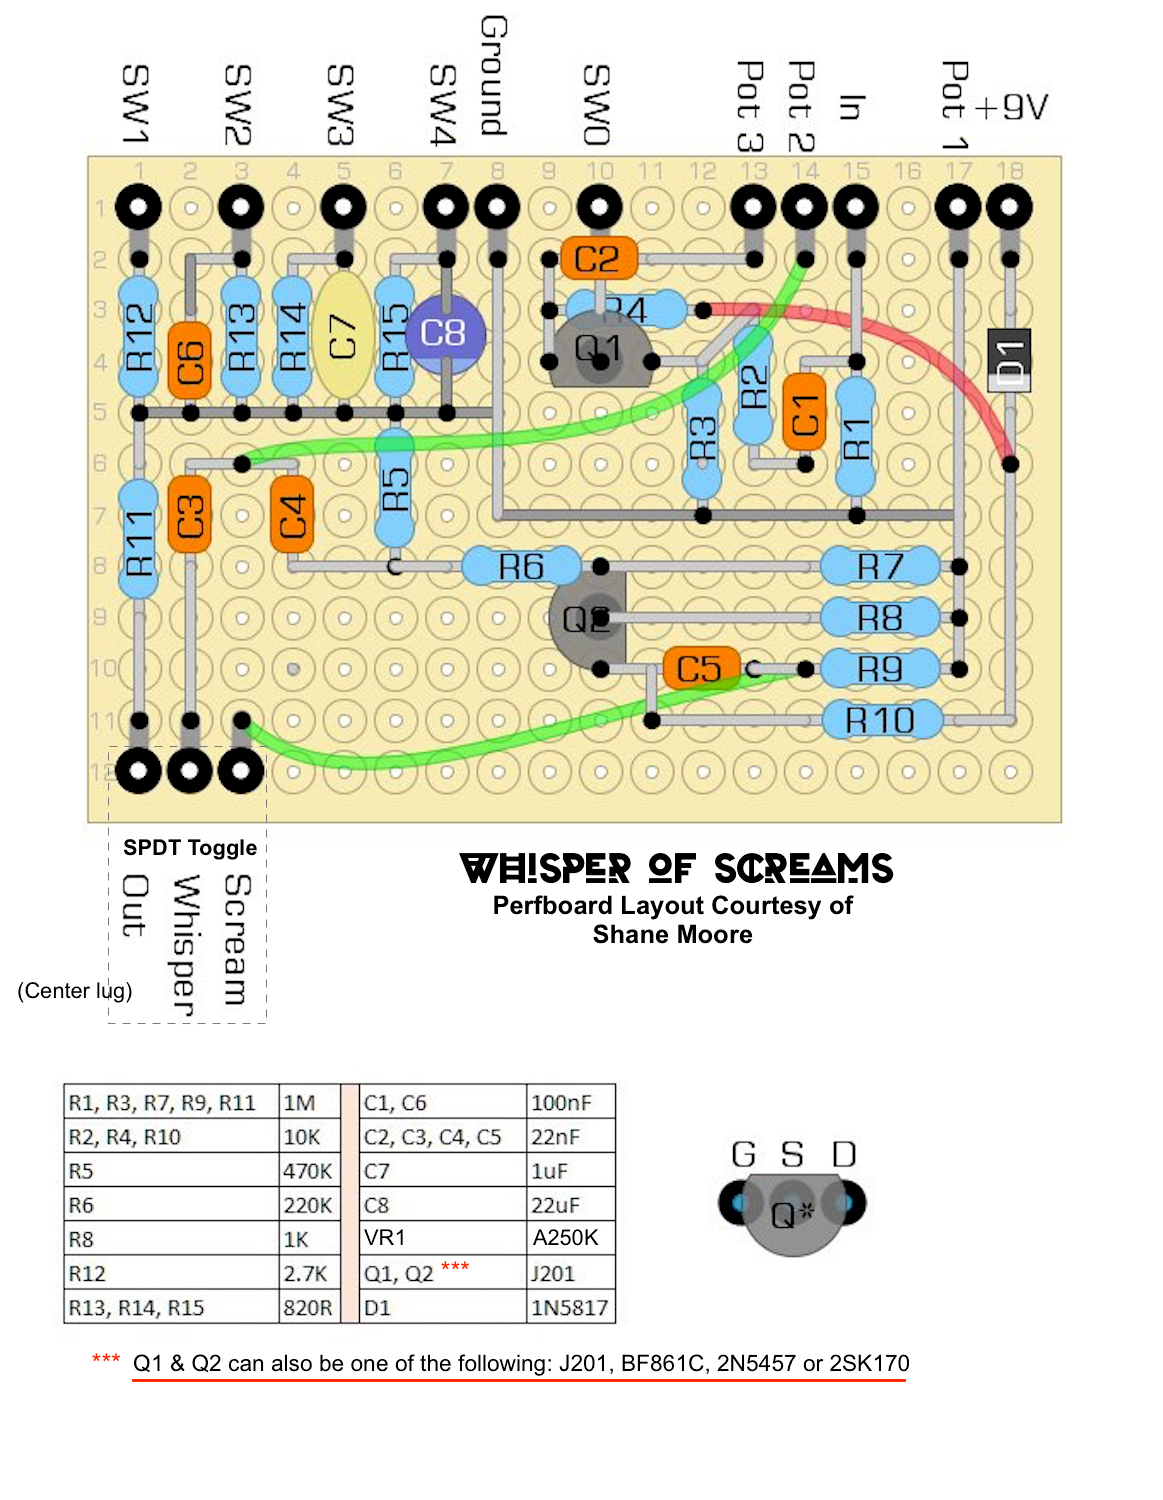 SW1 SW2 SW3 SW4 Ground SW0 Pot 3 Pot 2 In Pot 1 +9V
1 2 3 4 5 6 7 8 9 10 11 12 13 14 15 16 17 18
1
2 C2
3 R12 R13 R14 C7 R15 C8 R4
4 C6 Q1 R2 D1
5 R3 C1 R1
6 R5
7 R11 C3 C4
8 R6 R7
9 Q2 R8
10 C5 R9
11 R10
12
SPDT Toggle
Out Whisper Scream
(Center lug)
WHISPER OF SCREAMS
Perfboard Layout Courtesy of
Shane Moore
R1, R3, R7, R9, R11 1M C1, C6 100nF
R2, R4, R10 10K C2, C3, C4, C5 22nF
R5 470K C7 1uF
R6 220K C8 22uF
R8 1K VR1 A250K
R12 2.7K Q1, Q2 *** J201
R13, R14, R15 820R D1 1N5817
G S D
Q*
*** Q1 & Q2 can also be one of the following: J201, BF861C, 2N5457 or 2SK170